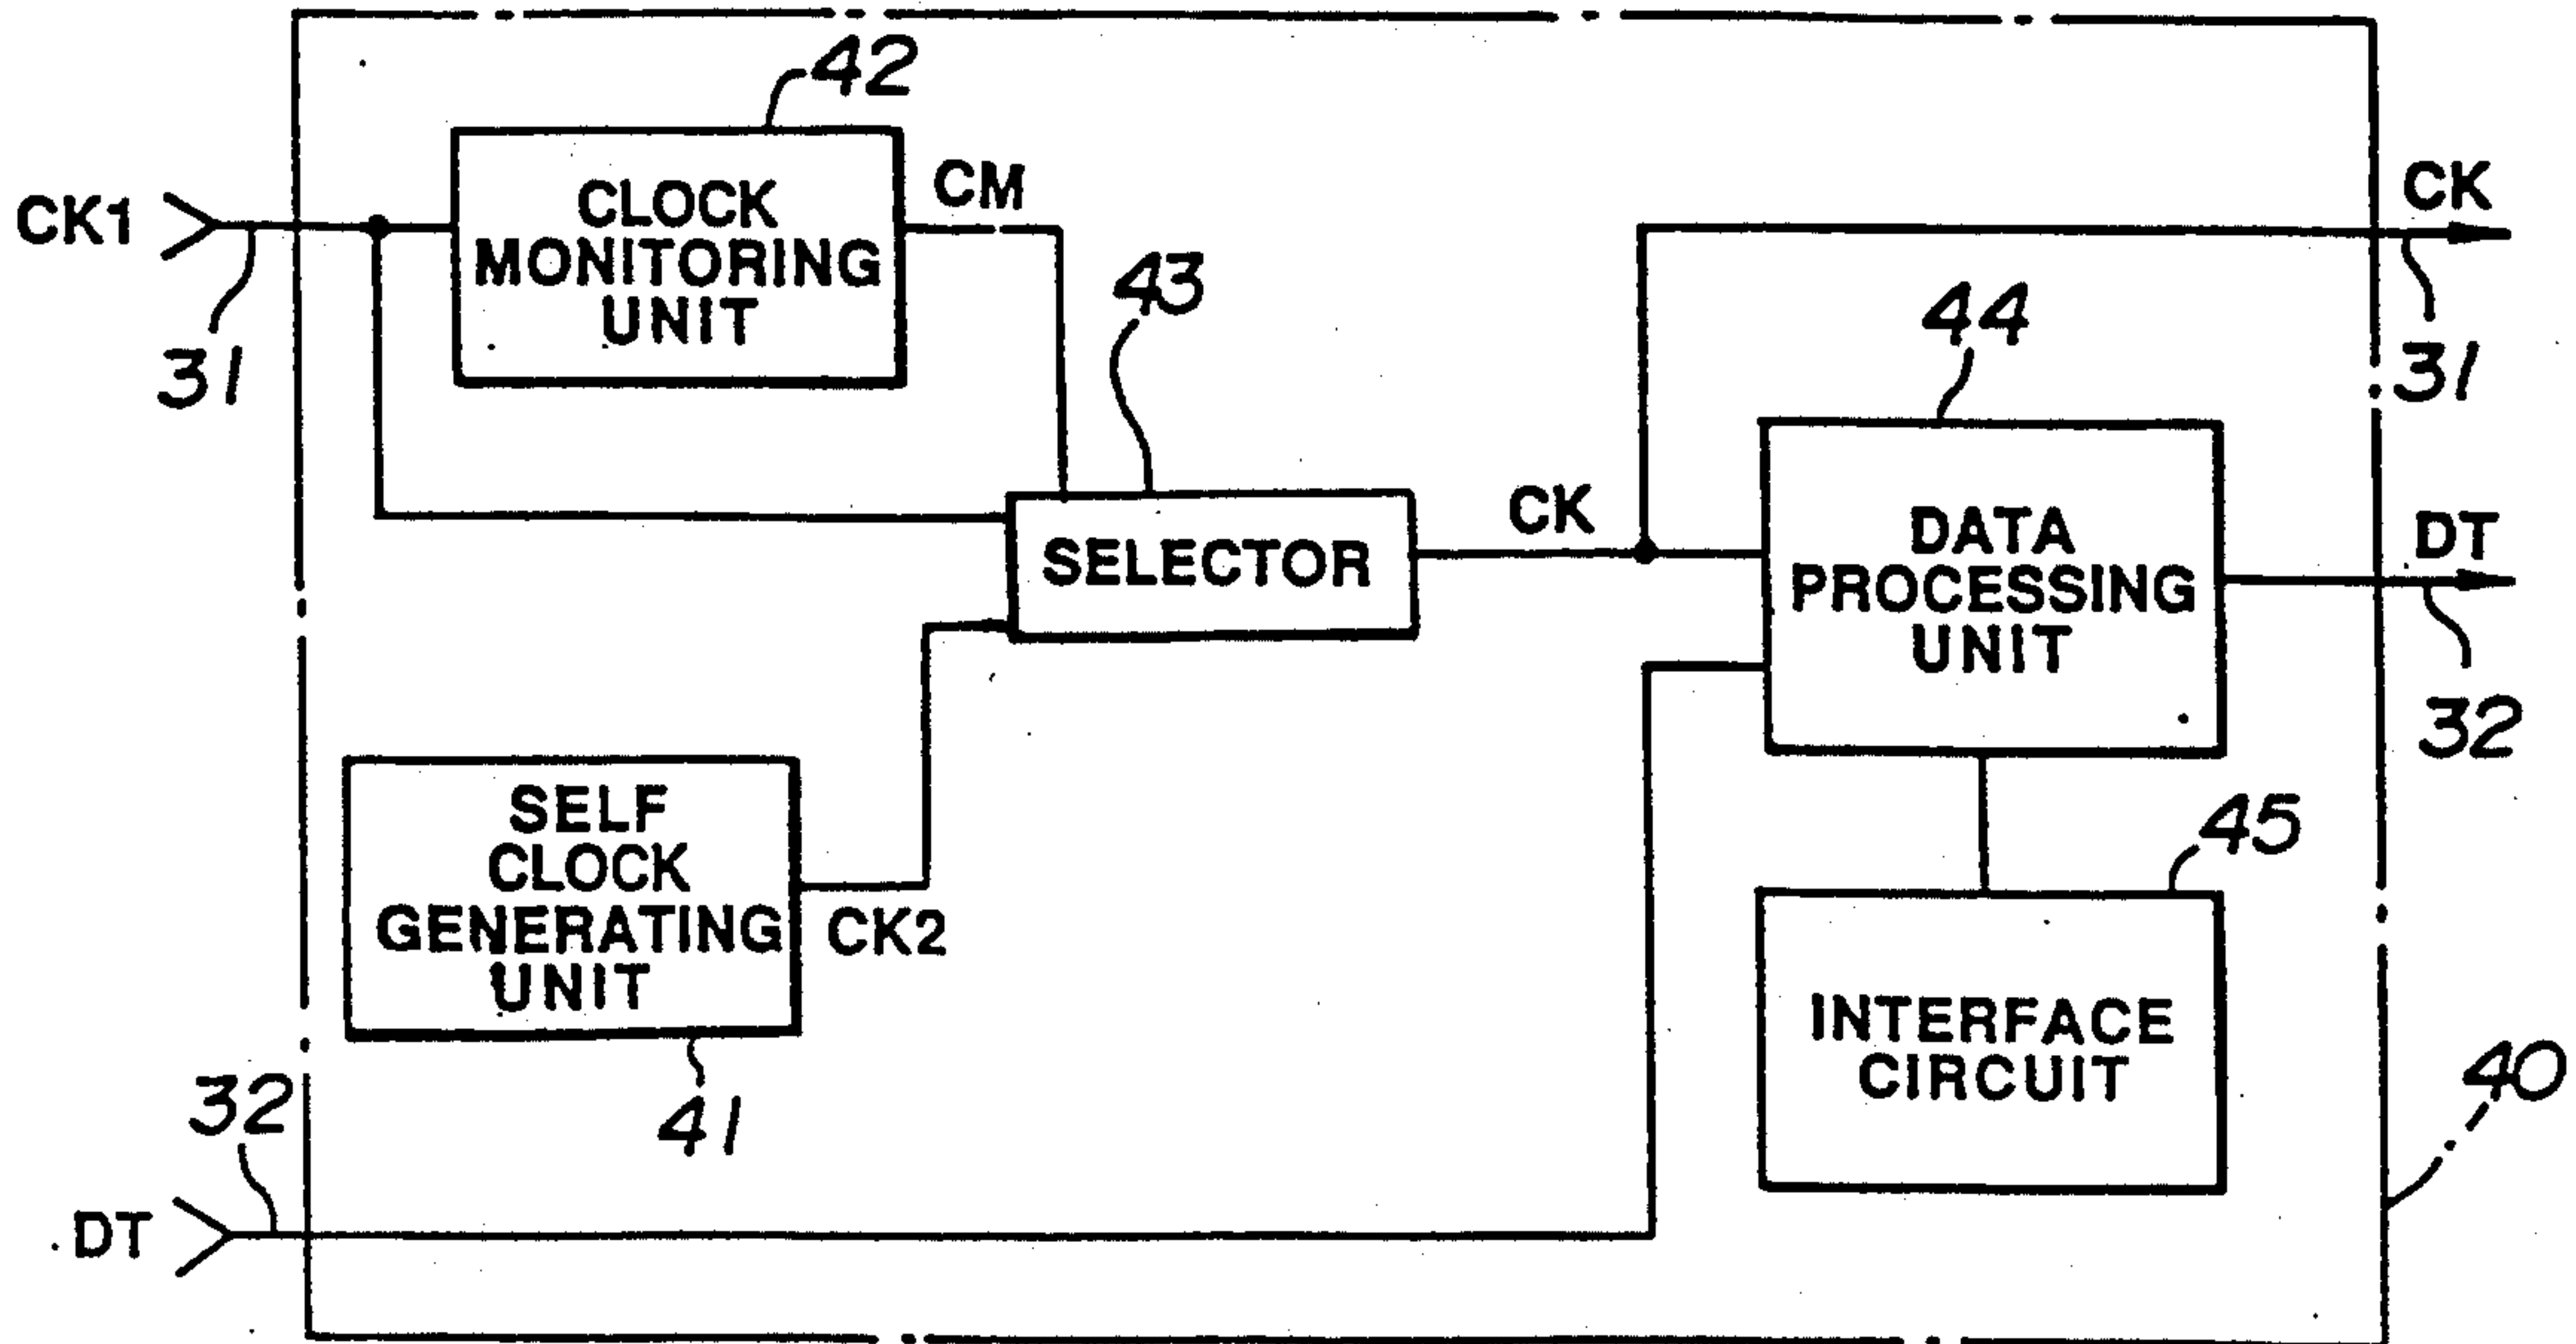 42
CK1
CLOCK
MONITORING
UNIT
CM
CK
31
43
44
31
SELECTOR
CK
DATA
PROCESSING
UNIT
DT
32
SELF
CLOCK
GENERATING
UNIT
CK2
45
INTERFACE
CIRCUIT
41
32
40
DT